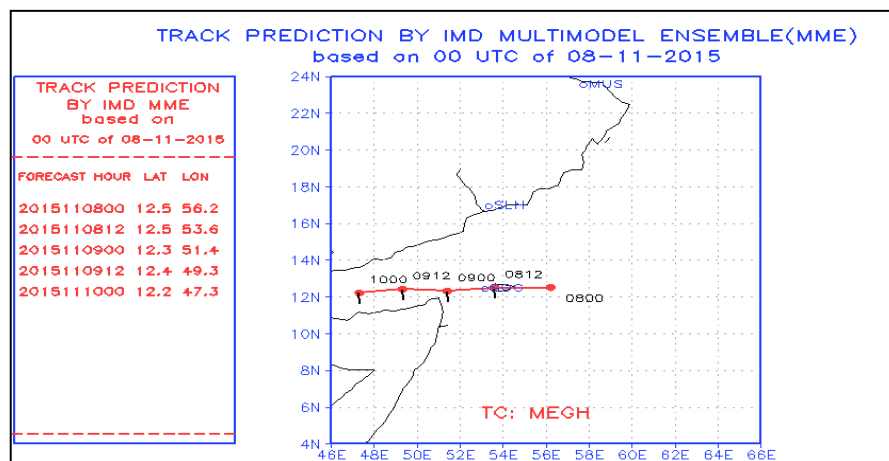 TRACK PREDICTION BY IMD MULTIMODEL ENSEMBLE(MME)
based on 00 UTC of 08-11-2015
TRACK PREDICTION
BY IMD MME
based on
00 UTC of 08-11-2015
FORECAST HOUR LAT LON
2015110800 12.5 56.2
2015110812 12.5 53.6
2015110900 12.3 51.4
2015110912 12.4 49.3
2015111000 12.2 47.3
24N
22N
20N
18N
16N
14N
12N
10N
8N
6N
4N
MUS
SLH
1000 0912 0900 0812
0800
TC: MEGH
46E 48E 50E 52E 54E 56E 58E 60E 62E 64E 66E